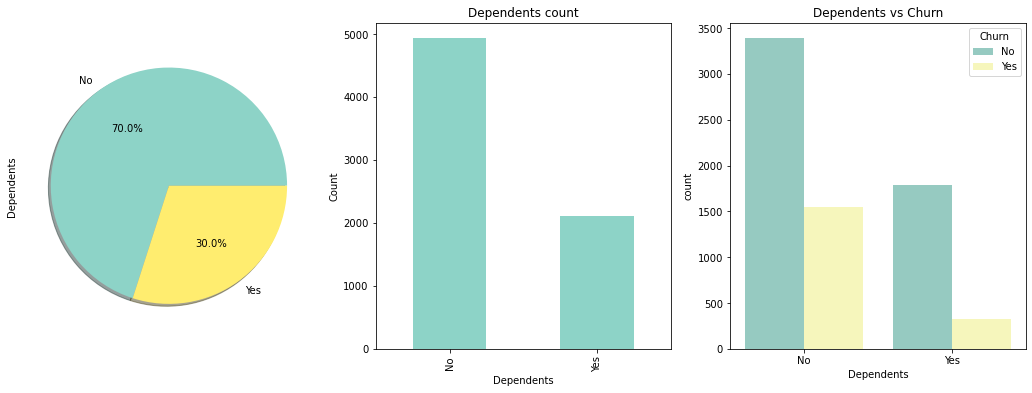 Dependents
No
70.0%
30.0%
Yes
Dependents count
Count
5000
4000
3000
2000
1000
0
No
Yes
Dependents
Dependents vs Churn
count
3500
3000
2500
2000
1500
1000
500
0
No
Yes
Dependents
Churn
No
Yes